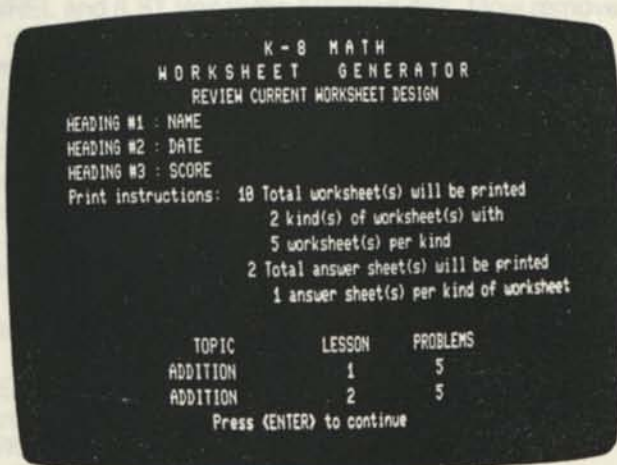 K-8 MATH
WORKSHEET GENERATOR
REVIEW CURRENT WORKSHEET DESIGN
HEADING #1 : NAME
HEADING #2 : DATE
HEADING #3 : SCORE
Print instructions: 10 Total worksheet(s) will be printed
2 kind(s) of worksheet(s) with
5 worksheet(s) per kind
2 Total answer sheet(s) will be printed
1 answer sheet(s) per kind of worksheet
TOPIC LESSON PROBLEMS
ADDITION 1 5
ADDITION 2 5
Press <ENTER> to continue